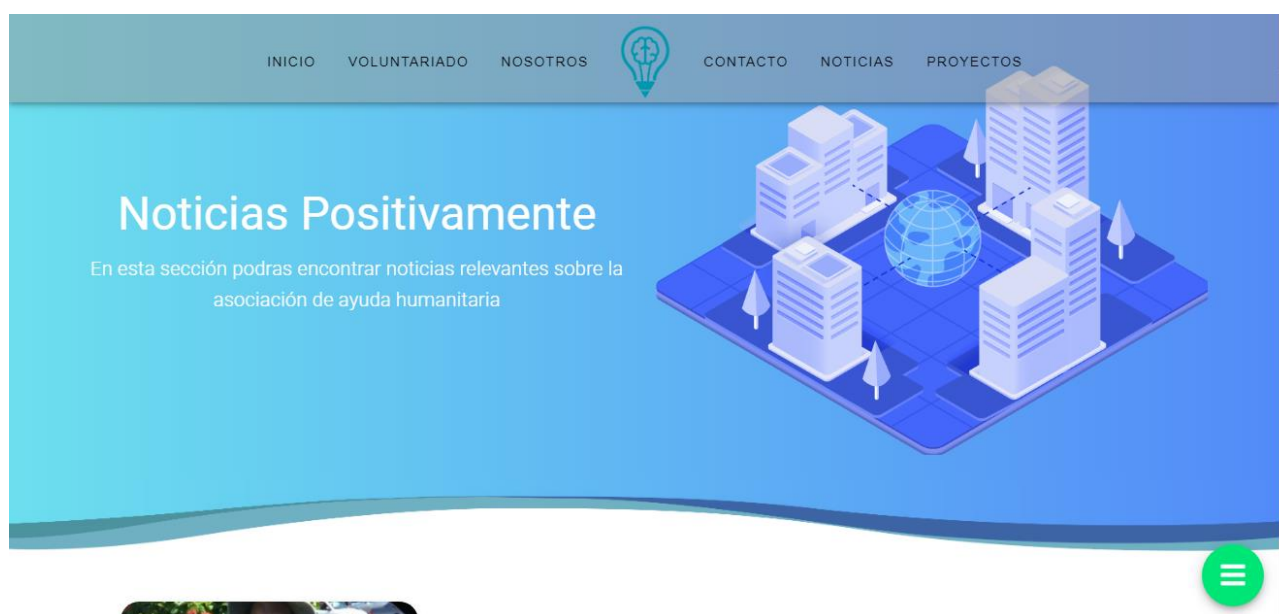 INICIO VOLUNTARIADO NOSOTROS CONTACTO NOTICIAS PROYECTOS
Noticias Positivamente
En esta sección podras encontrar noticias relevantes sobre la
asociación de ayuda humanitaria